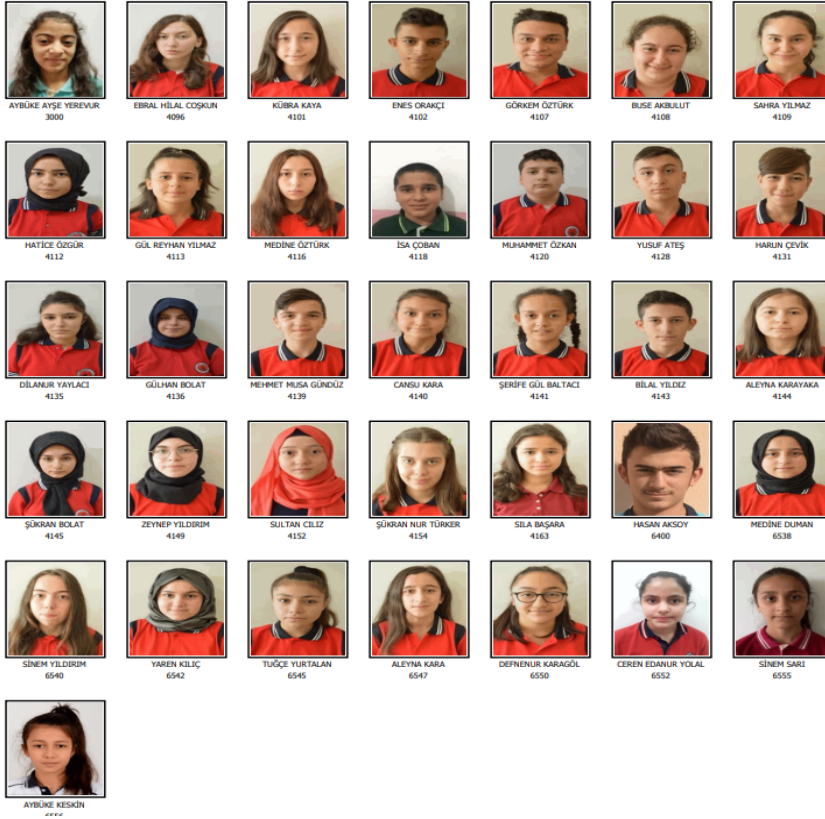 AYBÜKE AYŞE YEREVUR
3000
EBRAL HİLAL COŞKUN
4096
KÜBRA KAYA
4101
ENES ORAKÇI
4102
GÖRKEM ÖZTÜRK
4107
BUSE AKBULUT
4108
SAHRA YILMAZ
4109
HATİCE ÖZGÜR
4112
GÜL REYHAN YILMAZ
4113
MEDİNE ÖZTÜRK
4116
İSA ÇOBAN
4118
MUHAMMET ÖZKAN
4120
YUSUF ATEŞ
4128
HARUN ÇEVİK
4131
DİLANUR YAYLACI
4135
GÜLHAN BOLAT
4136
MEHMET MUSA GÜNDÜZ
4139
CANSU KARA
4140
ŞERİFE GÜL BALTACI
4141
BİLAL YILDIZ
4143
ALEYNA KARAYAKA
4144
ŞÜKRAN BOLAT
4145
ZEYNEP YILDIRIM
4149
SULTAN CILIZ
4152
ŞÜKRAN NUR TÜRKER
4154
SILA BAŞARA
4163
HASAN AKSOY
6400
MEDİNE DUMAN
6538
SİNEM YILDIRIM
6540
YAREN KILIÇ
6542
TUĞÇE YURTALAN
6545
ALEYNA KARA
6547
DEFNENUR KARAGÖL
6550
CEREN EDANUR YOLAL
6552
SİNEM SARI
6555
AYBÜKE KESKİN
6556